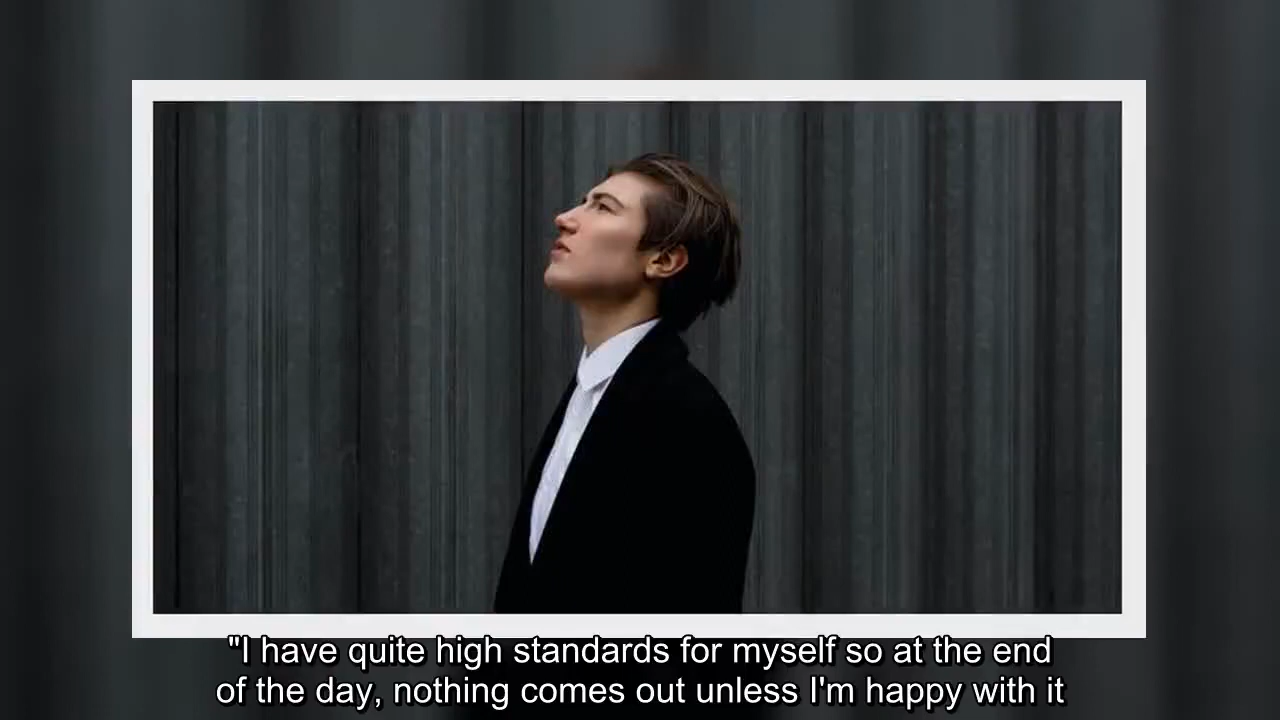 "I have quite high standards for myself so at the end
of the day, nothing comes out unless I'm happy with it